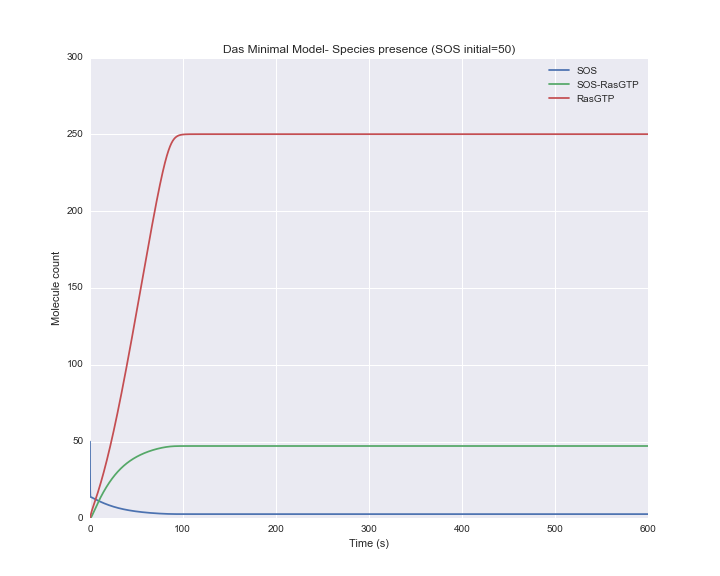 Das Minimal Model- Species presence (SOS initial=50)
SOS
SOS-RasGTP
RasGTP
300
250
200
150
100
50
0
Molecule count
0 100 200 300 400 500 600
Time (s)